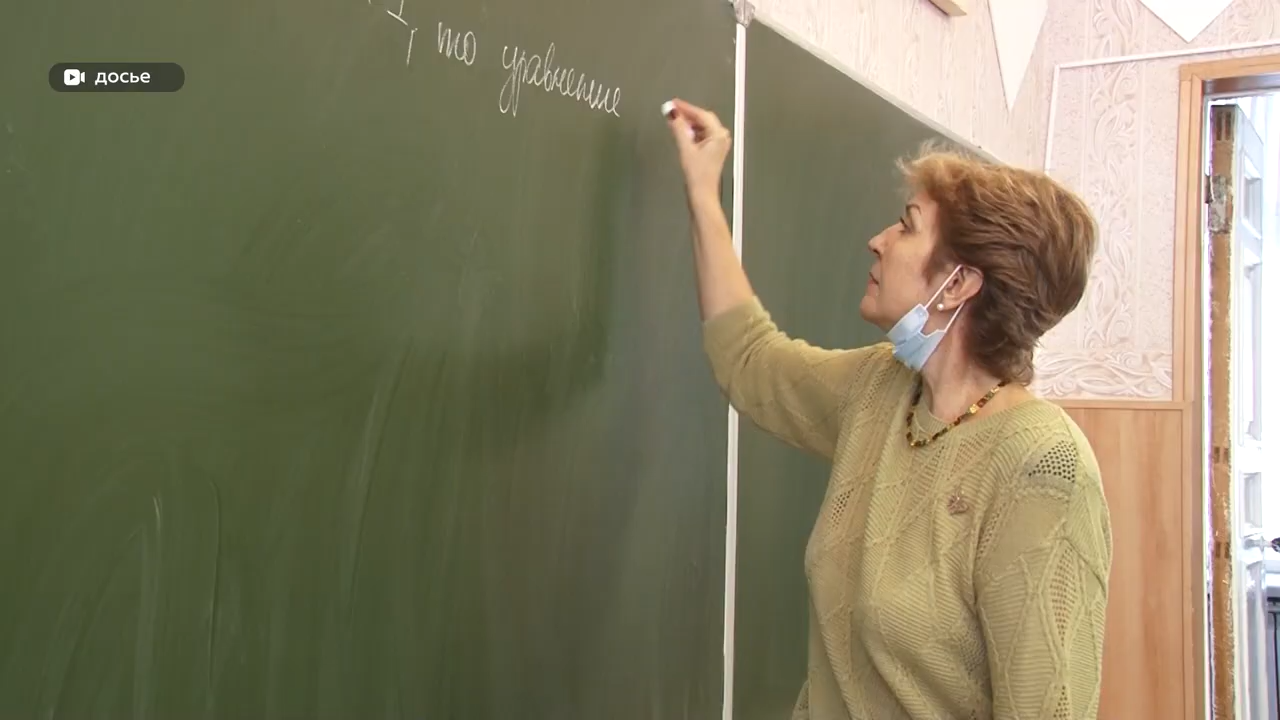 досье
то уравнение